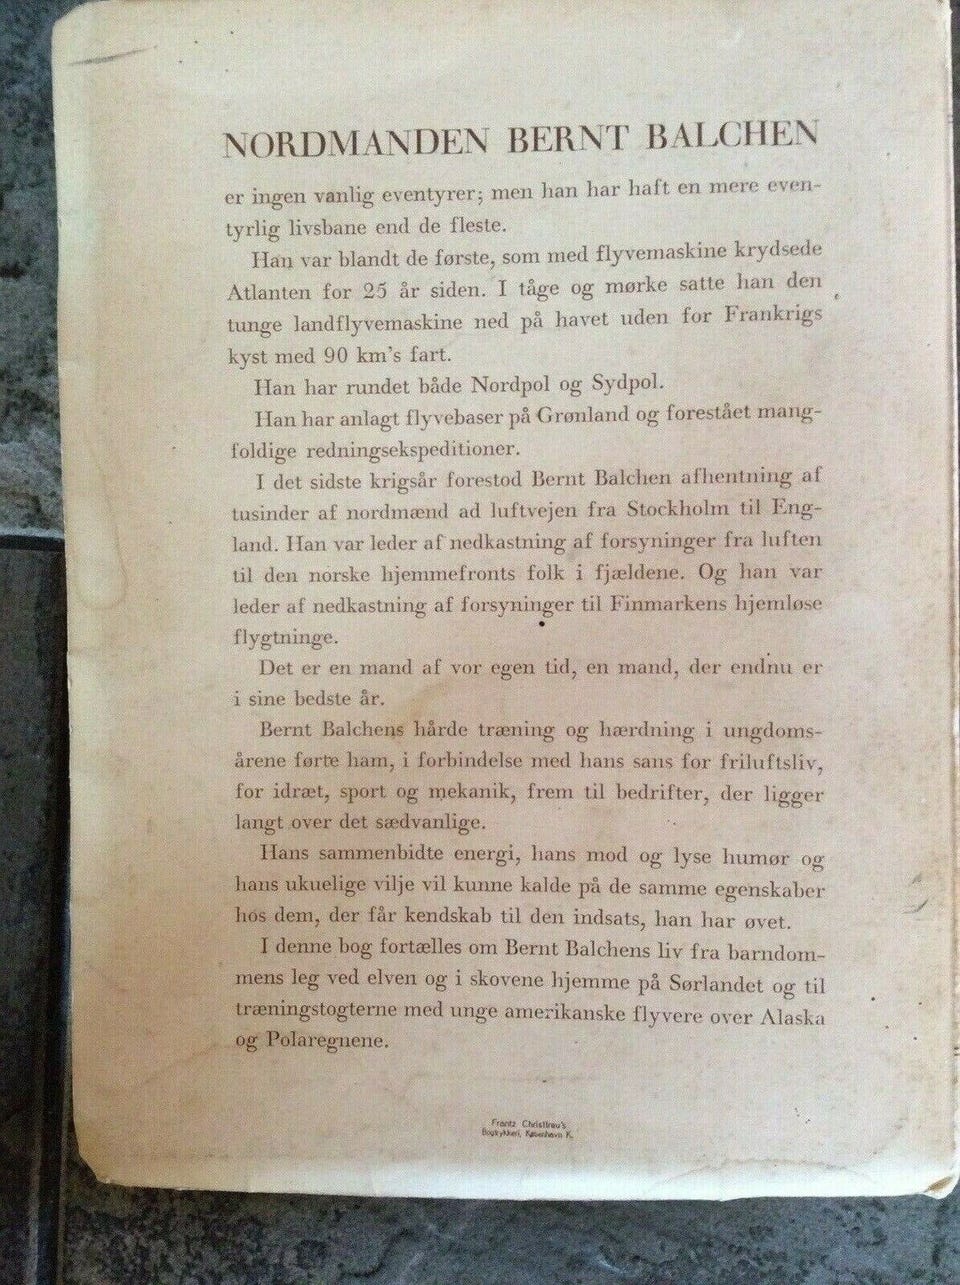 NORDMANDEN BERNT BALCHEN
er ingen vanlig eventyrer; men han har haft en mere even-
tyrlig livsbane end de fleste.
Han var blandt de første, som med flyvemaskine krydsede
Atlanten for 25 år siden. I tåge og mørke satte han den
tunge landflyvemaskine ned på havet uden for Frankrigs
kyst med 90 km's fart.
Han har rundet både Nordpol og Sydpol.
Han har anlagt flyvebaser på Grønland og forestået mang-
foldige redningsekspeditioner.
I det sidste krigsår forestod Bernt Balchen afhentning af
tusinder af nordmænd ad luftvejen fra Stockholm til Eng-
land. Han var leder af nedkastning af forsyninger fra luften
til den norske hjemmefronts folk i fjældene. Og han var
leder af nedkastning af forsyninger til Finmarkens hjemløse
flygtninge.
Det er en mand af vor egen tid, en mand, der endnu er
i sine bedste år.
Bernt Balchens hårde træning og hærdning i ungdoms-
årene førte ham, i forbindelse med hans sans for friluftsliv,
for idræt, sport og mekanik, frem til bedrifter, der ligger
langt over det sædvanlige.
Hans sammenbidte energi, hans mod og lyse humør og
hans ukuelige vilje vil kunne kalde på de samme egenskaber
hos dem, der får kendskab til den indsats, han har øvet.
I denne bog fortælles om Bernt Balchens liv fra barndom-
mens leg ved elven og i skovene hjemme på Sørlandet og til
træningstogterne med unge amerikanske flyvere over Alaska
og Polaregnene.
Frantz Christtreu's
Bogtrykkeri, København K.